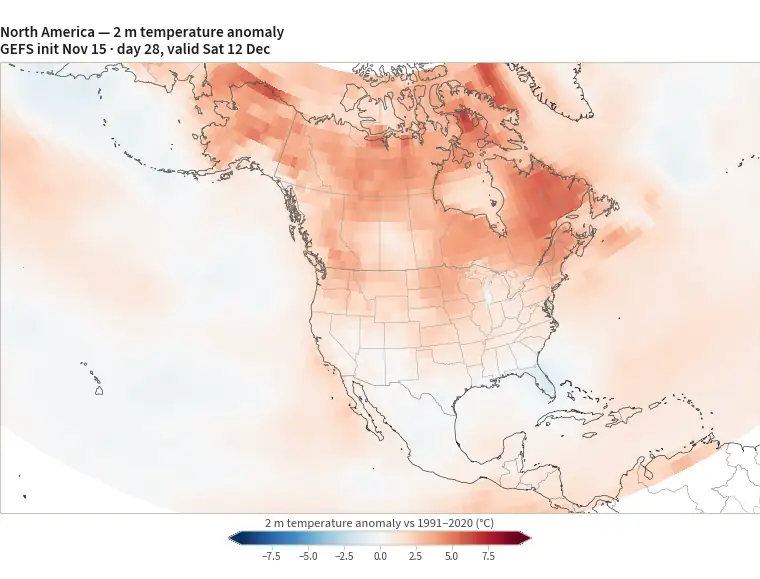 North America — 2 m temperature anomaly
GEFS init Nov 15 · day 28, valid Sat 12 Dec
2 m temperature anomaly vs 1991–2020 (°C)
−7.5 −5.0 −2.5 0.0 2.5 5.0 7.5